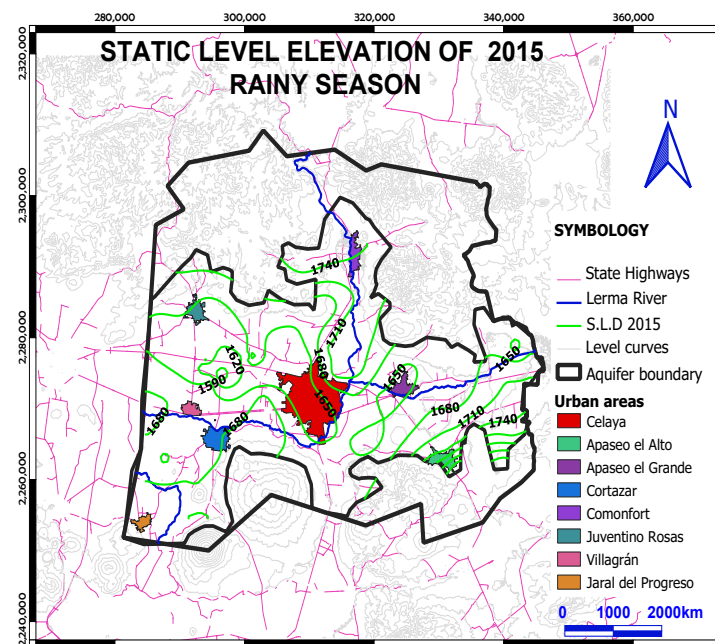 280,000 300,000 320,000 340,000 360,000
2,320,000
2,300,000
2,280,000
2,260,000
2,240,000
STATIC LEVEL ELEVATION OF 2015
RAINY SEASON
N
1740
1710
1680
1650
1620
1590
1650
1650
1680
1680
1680
1710
1740
SYMBOLOGY
State Highways
Lerma River
S.L.D 2015
Level curves
Aquifer boundary
Urban areas
Celaya
Apaseo el Alto
Apaseo el Grande
Cortazar
Comonfort
Juventino Rosas
Villagrán
Jaral del Progreso
0 1000 2000km